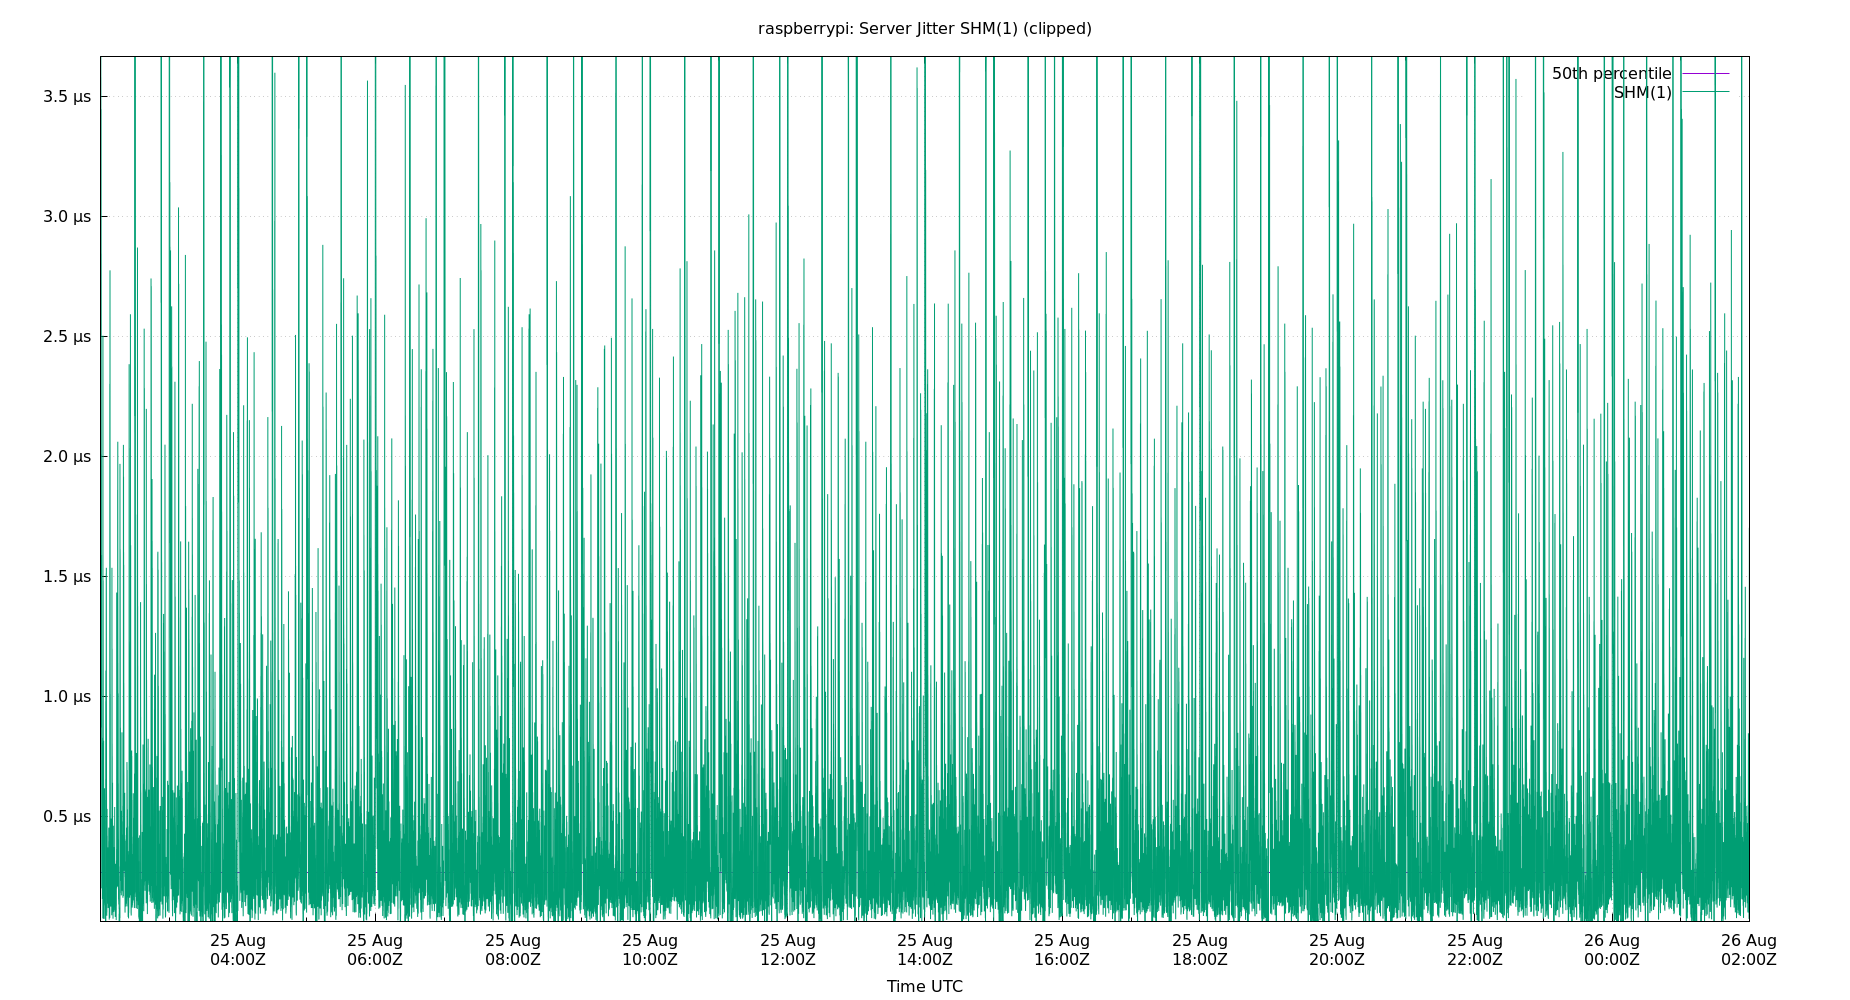 raspberrypi: Server Jitter SHM(1) (clipped)
50th percentile
SHM(1)
3.5 µs
3.0 µs
2.5 µs
2.0 µs
1.5 µs
1.0 µs
0.5 µs
25 Aug 25 Aug 25 Aug 25 Aug 25 Aug 25 Aug 25 Aug 25 Aug 25 Aug 25 Aug 26 Aug 26 Aug
04:00Z 06:00Z 08:00Z 10:00Z 12:00Z 14:00Z 16:00Z 18:00Z 20:00Z 22:00Z 00:00Z 02:00Z
Time UTC